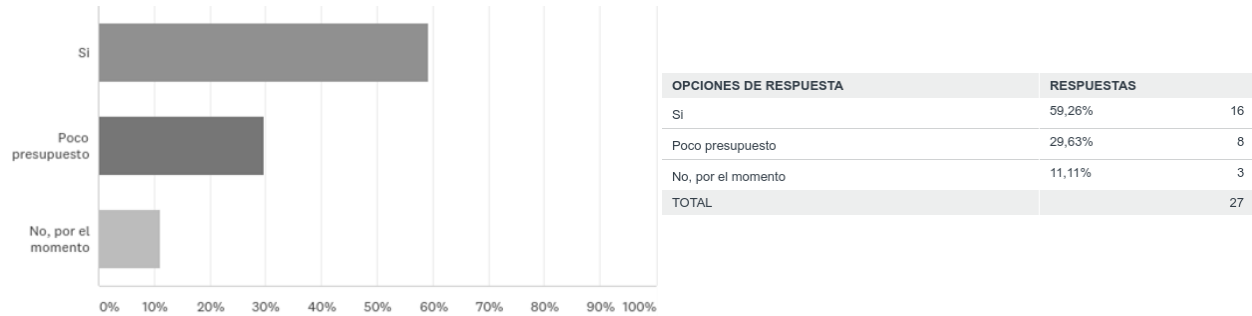 Si
Poco
presupuesto
No, por el
momento
0% 10% 20% 30% 40% 50% 60% 70% 80% 90% 100%
OPCIONES DE RESPUESTA RESPUESTAS
Si 59,26% 16
Poco presupuesto 29,63% 8
No, por el momento 11,11% 3
TOTAL 27